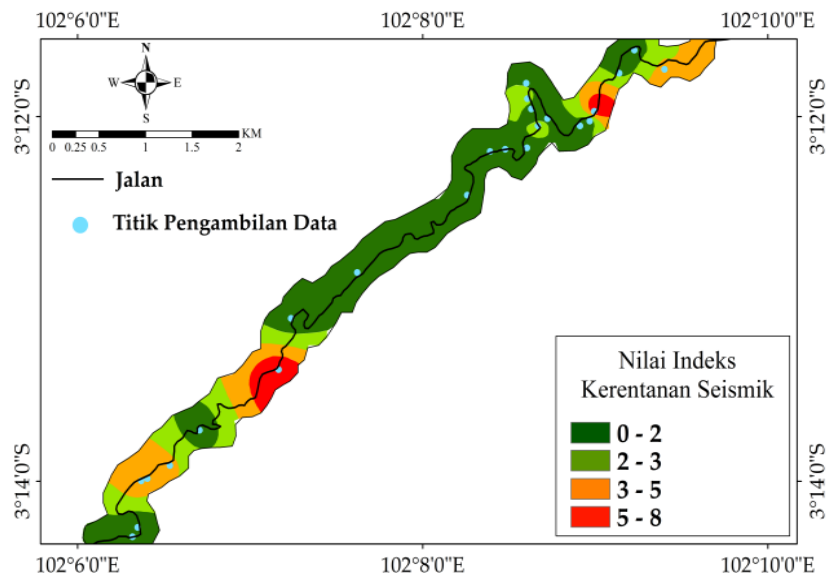 102°6'0"E 102°8'0"E 102°10'0"E
N
W E
S
KM
0 0.25 0.5 1 1.5 2
Jalan
Titik Pengambilan Data
3°12'0"S 3°12'0"S
3°14'0"S 3°14'0"S
Nilai Indeks
Kerentanan Seismik
0 - 2
2 - 3
3 - 5
5 - 8
102°6'0"E 102°8'0"E 102°10'0"E